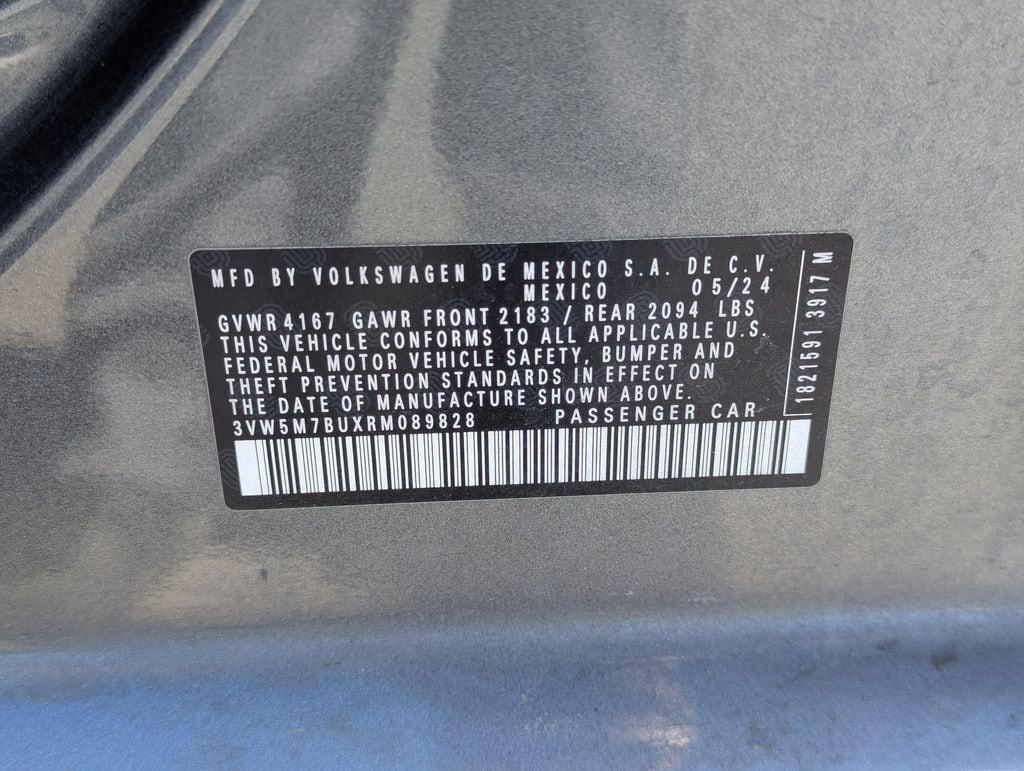 MFD BY VOLKSWAGEN DE MEXICO S.A. DE C.V.
MEXICO 05/24
GVWR 4167 GAWR FRONT 2183 / REAR 2094 LBS
THIS VEHICLE CONFORMS TO ALL APPLICABLE U.S.
FEDERAL MOTOR VEHICLE SAFETY, BUMPER AND
THEFT PREVENTION STANDARDS IN EFFECT ON
THE DATE OF MANUFACTURE SHOWN ABOVE.
3VW5M7BUXRM089828 PASSENGER CAR
1821591 3917 M